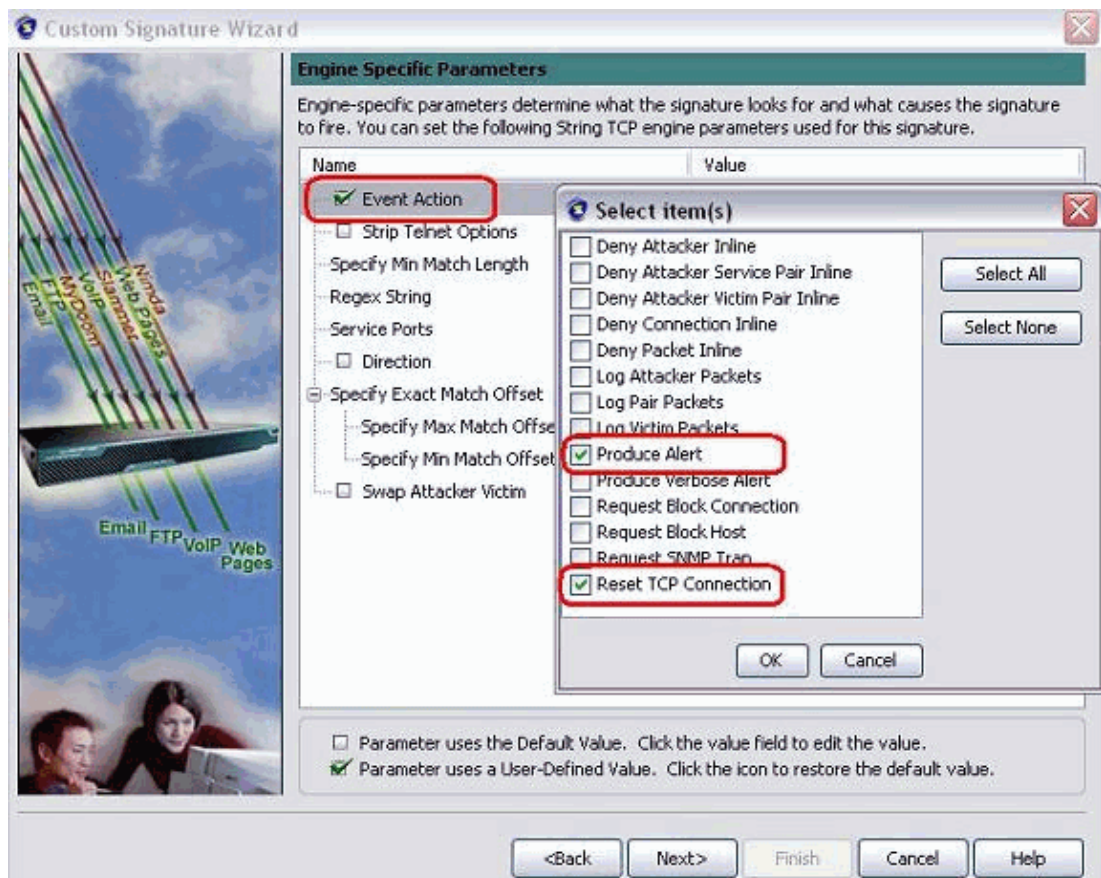 Custom Signature Wizard
Engine Specific Parameters
Engine-specific parameters determine what the signature looks for and what causes the signature
to fire. You can set the following String TCP engine parameters used for this signature.
Name
Value
Event Action
Strip Telnet Options
Specify Min Match Length
Regex String
Service Ports
Direction
Specify Exact Match Offset
Specify Max Match Offse
Specify Min Match Offset
Swap Attacker Victim
Select item(s)
Deny Attacker Inline
Deny Attacker Service Pair Inline
Deny Attacker Victim Pair Inline
Deny Connection Inline
Deny Packet Inline
Log Attacker Packets
Log Pair Packets
Log Victim Packets
Produce Alert
Produce Verbose Alert
Request Block Connection
Request Block Host
Request SNMP Trap
Reset TCP Connection
Select All
Select None
OK
Cancel
Email
FTP
MyDoom
VoIP
Slammer
Web Pages
Nimda
Email
FTP
VoIP
Web
Pages
Parameter uses the Default Value. Click the value field to edit the value.
Parameter uses a User-Defined Value. Click the icon to restore the default value.
<Back
Next>
Finish
Cancel
Help